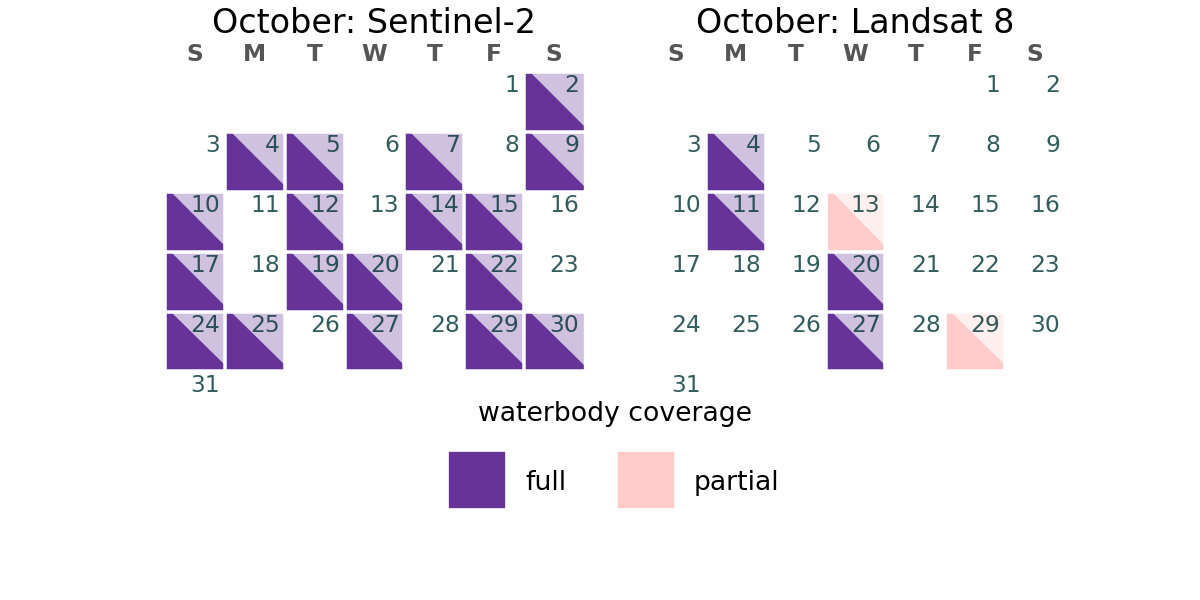 October: Sentinel-2
S M T W T F S
1 2
3 4 5 6 7 8 9
10 11 12 13 14 15 16
17 18 19 20 21 22 23
24 25 26 27 28 29 30
31
October: Landsat 8
S M T W T F S
1 2
3 4 5 6 7 8 9
10 11 12 13 14 15 16
17 18 19 20 21 22 23
24 25 26 27 28 29 30
31
waterbody coverage
full partial